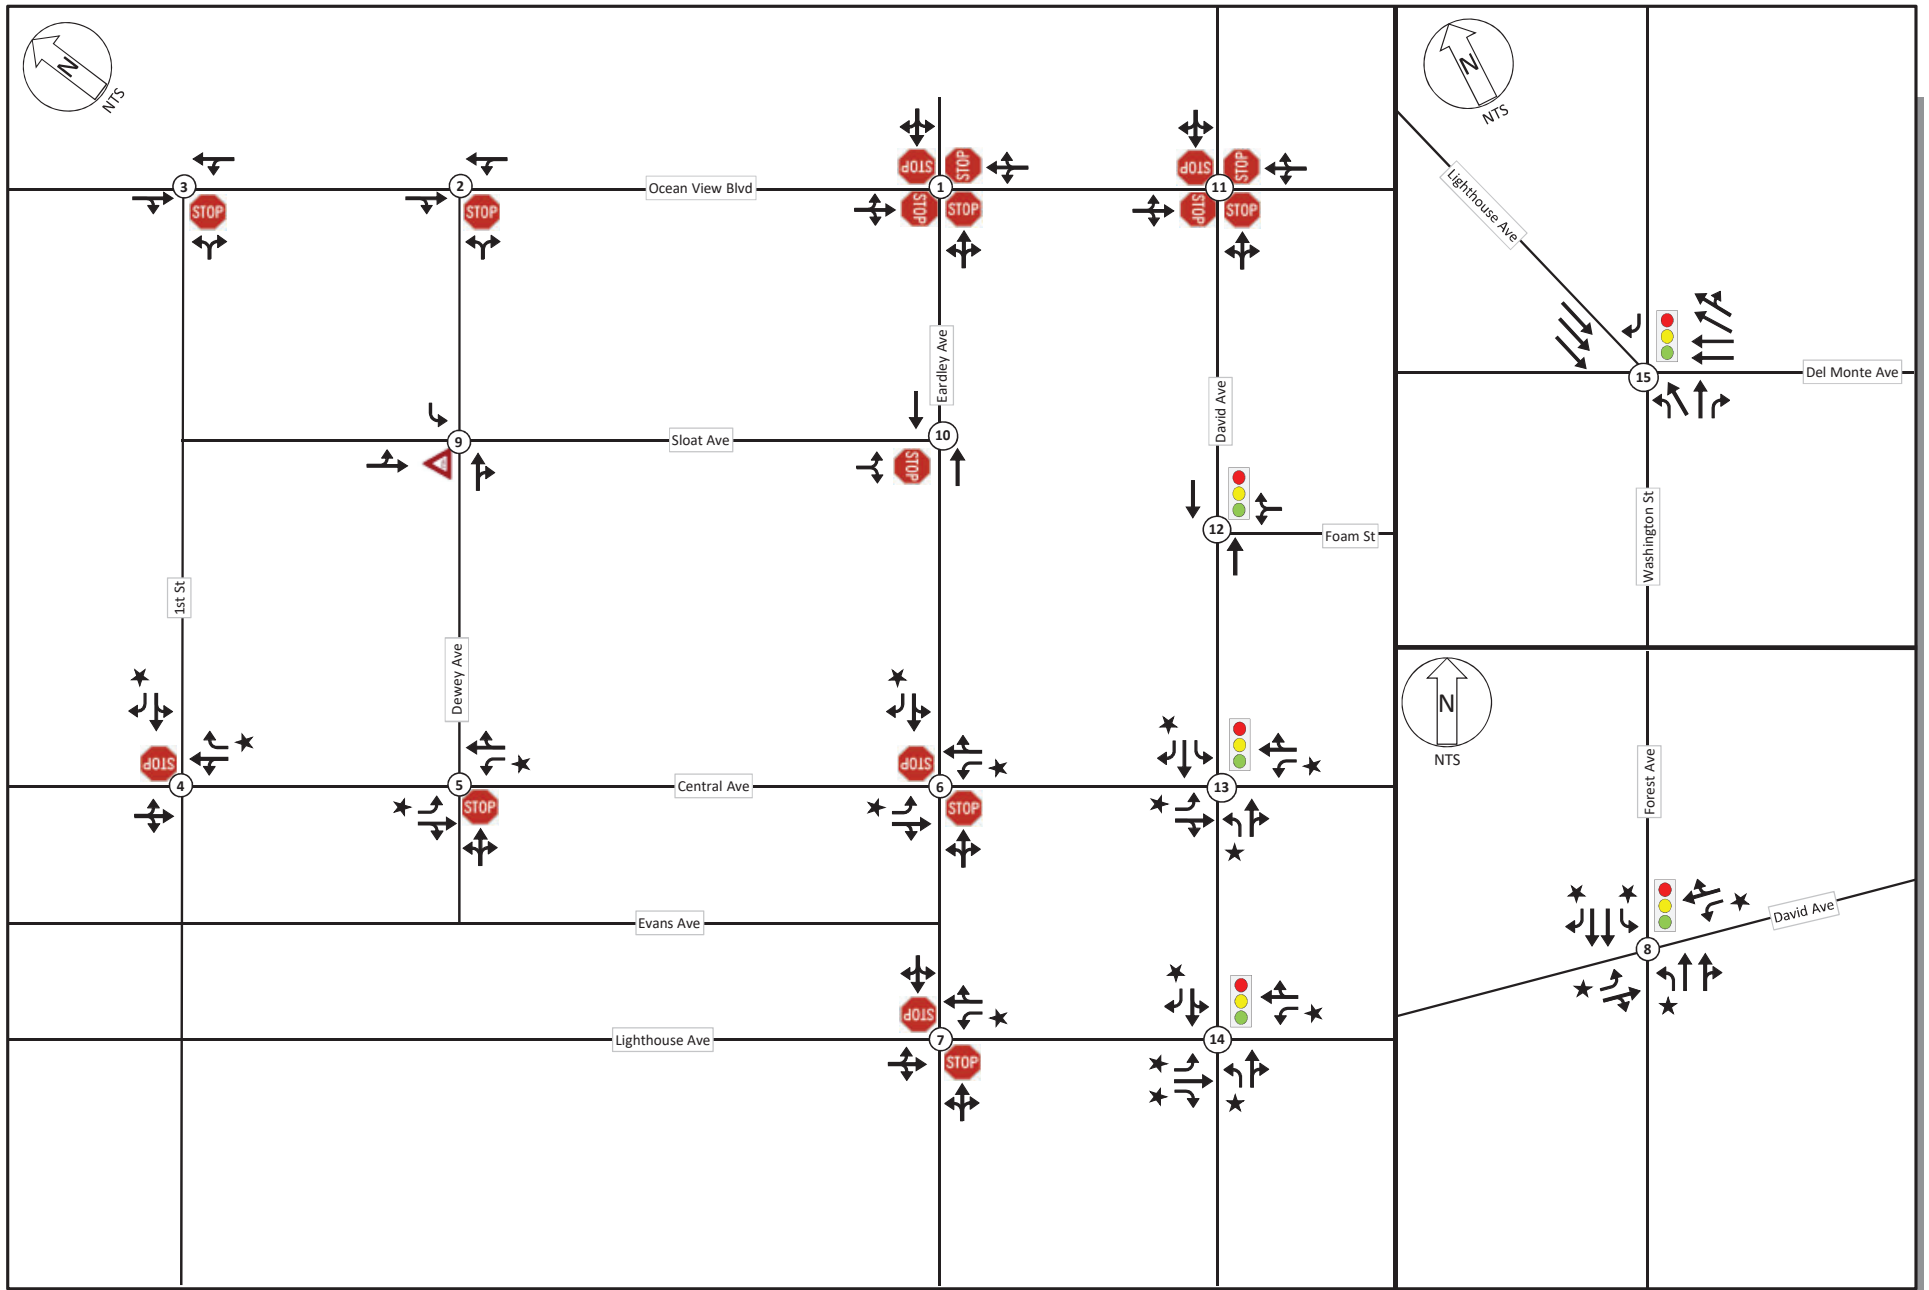 N
NTS
N
NTS
STOP
STOP
STOP
STOP
3
2
Ocean View Blvd
1
11
STOP
STOP
STOP
STOP
STOP
STOP
Lighthouse Ave
Eardley Ave
15
Del Monte Ave
David Ave
9
Sloat Ave
10
STOP
12
Foam St
Washington St
1st St
Dewey Ave
N
NTS
STOP
STOP
4
5
Central Ave
6
13
STOP
STOP
Forest Ave
Evans Ave
David Ave
8
STOP
Lighthouse Ave
7
14
STOP